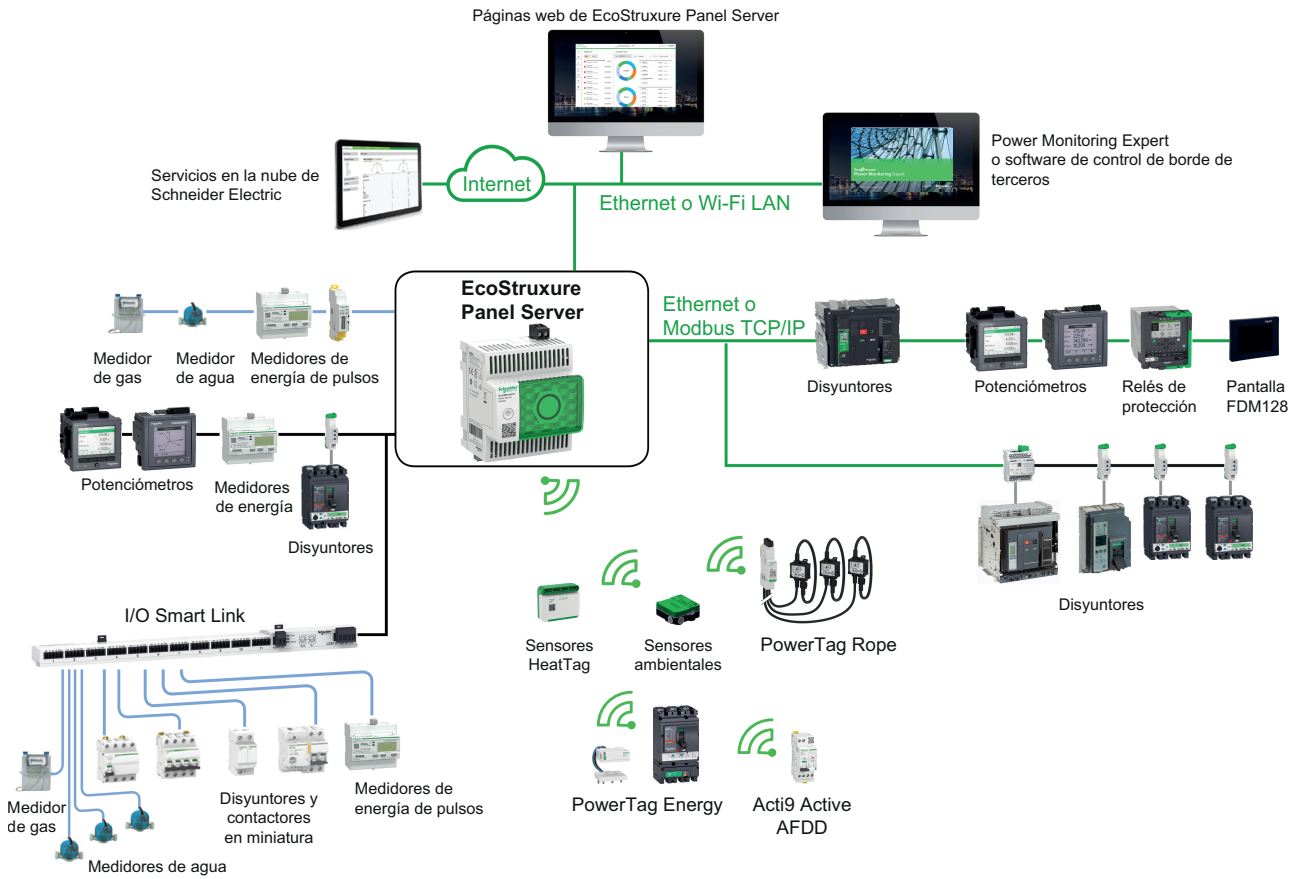 Páginas web de EcoStruxure Panel Server
Servicios en la nube de
Schneider Electric
Internet
Ethernet o Wi-Fi LAN
Power Monitoring Expert
Power Monitoring Expert
o software de control de borde de
terceros
EcoStruxure
Panel Server
Schneider
Ethernet o
Modbus TCP/IP
Medidor
de gas
Medidor
de agua
Medidores de
energía de pulsos
Disyuntores
Potenciómetros
Relés de
protección
Pantalla
FDM128
Potenciómetros
Medidores
de energía
Disyuntores
Disyuntores
I/O Smart Link
Sensores
HeatTag
Sensores
ambientales
PowerTag Rope
Medidor
de gas
Medidores de agua
Disyuntores y
contactores
en miniatura
Medidores de
energía de pulsos
PowerTag Energy
Acti9 Active
AFDD